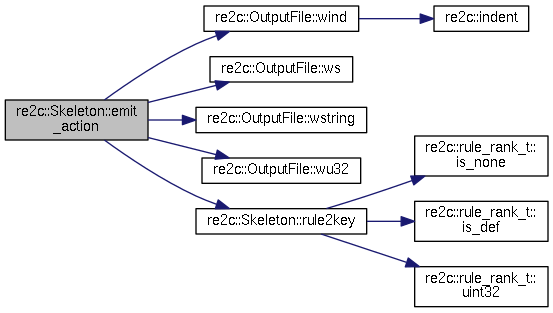 re2c::Skeleton::emit
_action
re2c::OutputFile::wind
re2c::indent
re2c::OutputFile::ws
re2c::OutputFile::wstring
re2c::OutputFile::wu32
re2c::Skeleton::rule2key
re2c::rule_rank_t::
is_none
re2c::rule_rank_t::
is_def
re2c::rule_rank_t::
uint32